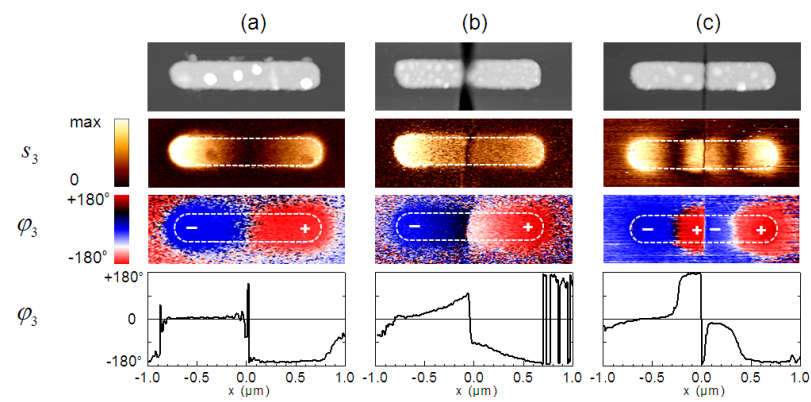 (a) (b) (c)
s₃ max
0
φ₃ +180°
-180°
− + − + − + − +
φ₃ +180°
0
-180°
-1.0 -0.5 0.0 0.5 1.0 -1.0 -0.5 0.0 0.5 1.0 -1.0 -0.5 0.0 0.5 1.0
x (µm) x (µm) x (µm)